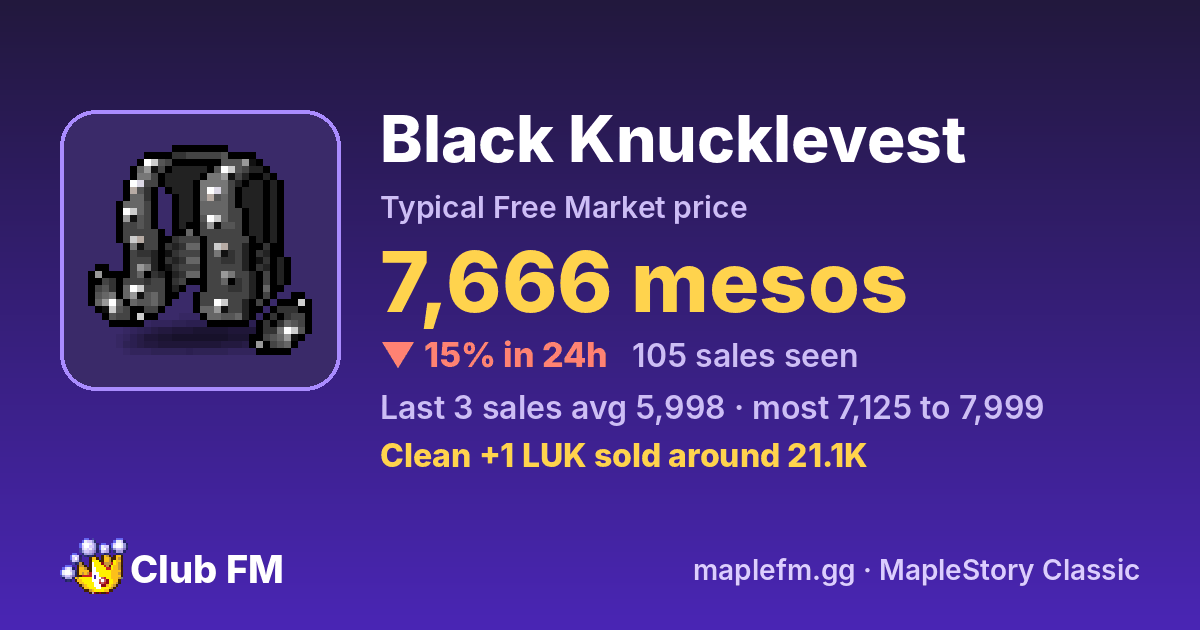 Black Knucklevest
Typical Free Market price
7,666 mesos
▼ 15% in 24h 105 sales seen
Last 3 sales avg 5,998 · most 7,125 to 7,999
Clean +1 LUK sold around 21.1K
Club FM
maplefm.gg · MapleStory Classic